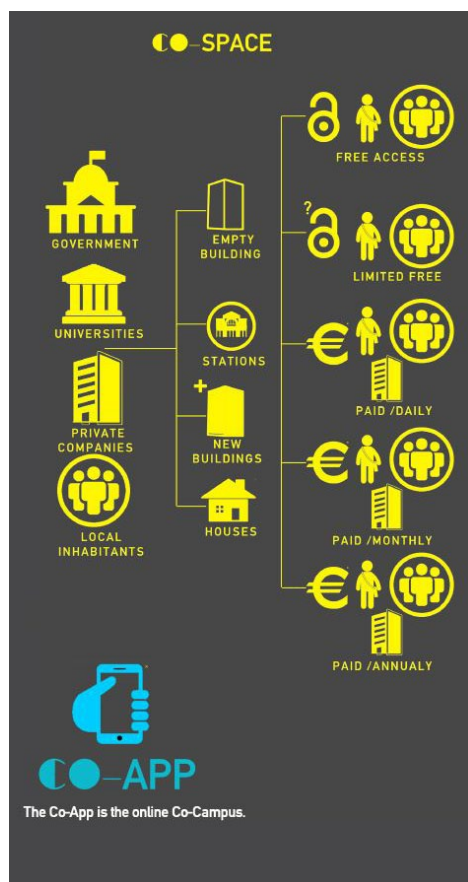 CO-SPACE
GOVERNMENT
UNIVERSITIES
PRIVATE
COMPANIES
LOCAL
INHABITANTS
EMPTY
BUILDING
STATIONS
+
NEW
BUILDINGS
HOUSES
FREE ACCESS
?
LIMITED FREE
€
PAID /DAILY
€
PAID /MONTHLY
€
PAID /ANNUALY
CO-APP
The Co-App is the online Co-Campus.